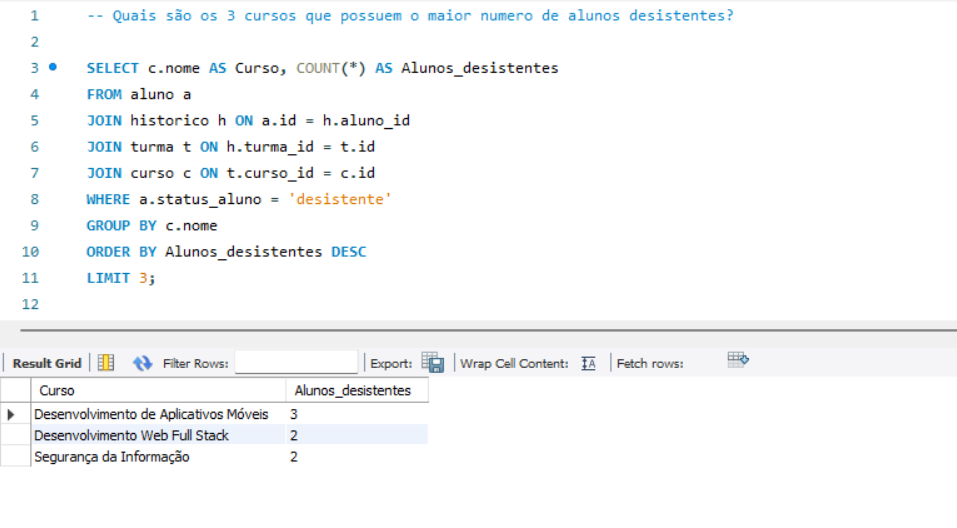 1 -- Quais são os 3 cursos que possuem o maior numero de alunos desistentes?
2
3 SELECT c.nome AS Curso, COUNT(*) AS Alunos_desistentes
4 FROM aluno a
5 JOIN historico h ON a.id = h.aluno_id
6 JOIN turma t ON h.turma_id = t.id
7 JOIN curso c ON t.curso_id = c.id
8 WHERE a.status_aluno = 'desistente'
9 GROUP BY c.nome
10 ORDER BY Alunos_desistentes DESC
11 LIMIT 3;
12
Result Grid Filter Rows: Export: Wrap Cell Content: Fetch rows:
Curso Alunos_desistentes
Desenvolvimento de Aplicativos Móveis 3
Desenvolvimento Web Full Stack 2
Segurança da Informação 2